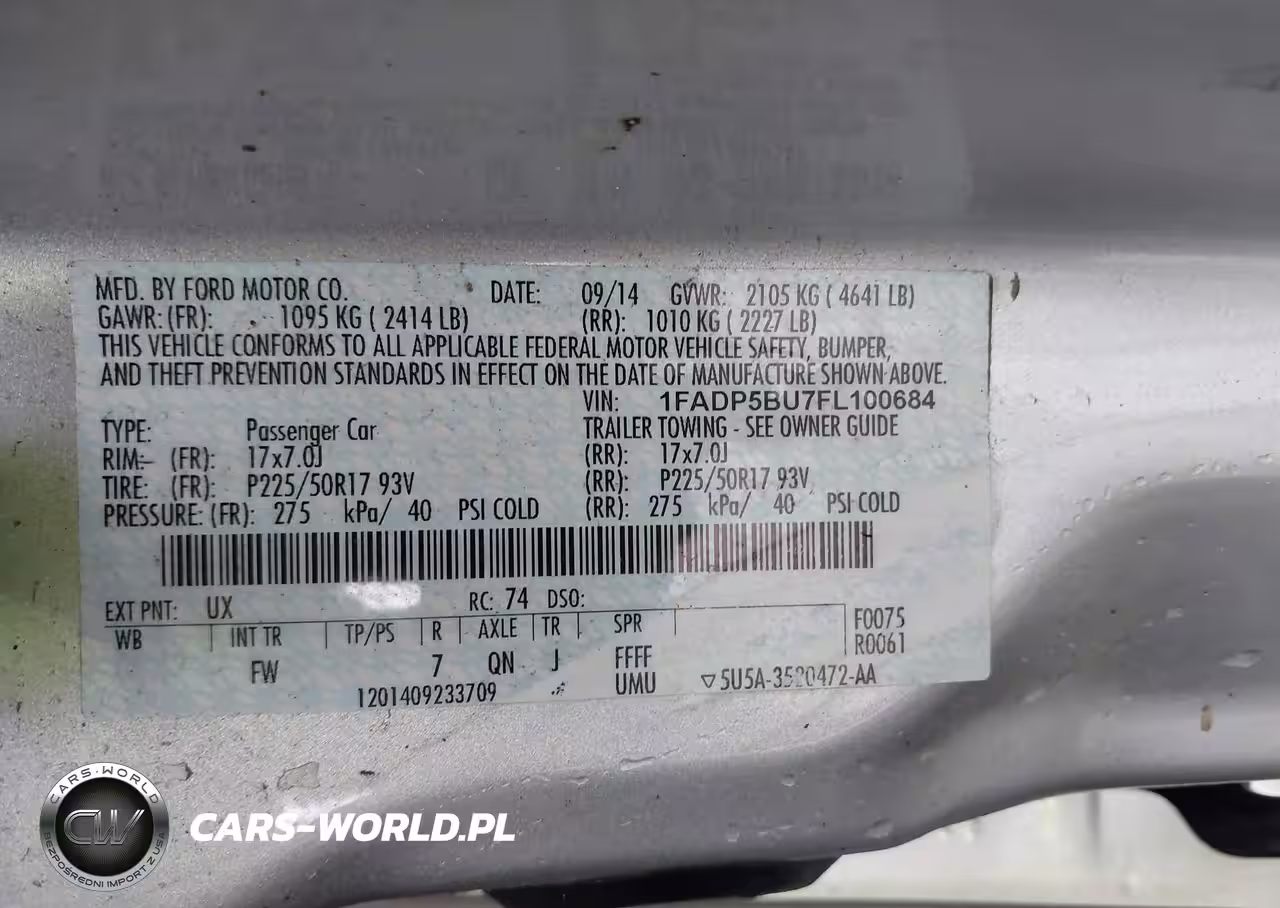 MFD. BY FORD MOTOR CO. DATE: 09/14 GVWR: 2105 KG ( 4641 LB)
GAWR: (FR): 1095 KG ( 2414 LB) (RR): 1010 KG ( 2227 LB)
THIS VEHICLE CONFORMS TO ALL APPLICABLE FEDERAL MOTOR VEHICLE SAFETY, BUMPER,
AND THEFT PREVENTION STANDARDS IN EFFECT ON THE DATE OF MANUFACTURE SHOWN ABOVE.
VIN: 1FADP5BU7FL100684
TYPE: Passenger Car TRAILER TOWING - SEE OWNER GUIDE
RIM: (FR): 17x7.0J (RR): 17x7.0J
TIRE: (FR): P225/50R17 93V (RR): P225/50R17 93V
PRESSURE: (FR): 275 kPa/ 40 PSI COLD (RR): 275 kPa/ 40 PSI COLD
EXT PNT: UX RC: 74 DSO:
WB INT TR TP/PS R AXLE TR SPR F0075
R0061
FW 7 QN J FFFF
1201409233709 UMU ▽5U5A-3520472-AA
CARS-WORLD
CW
BEZPOŚREDNI IMPORT Z USA
CARS-WORLD.PL